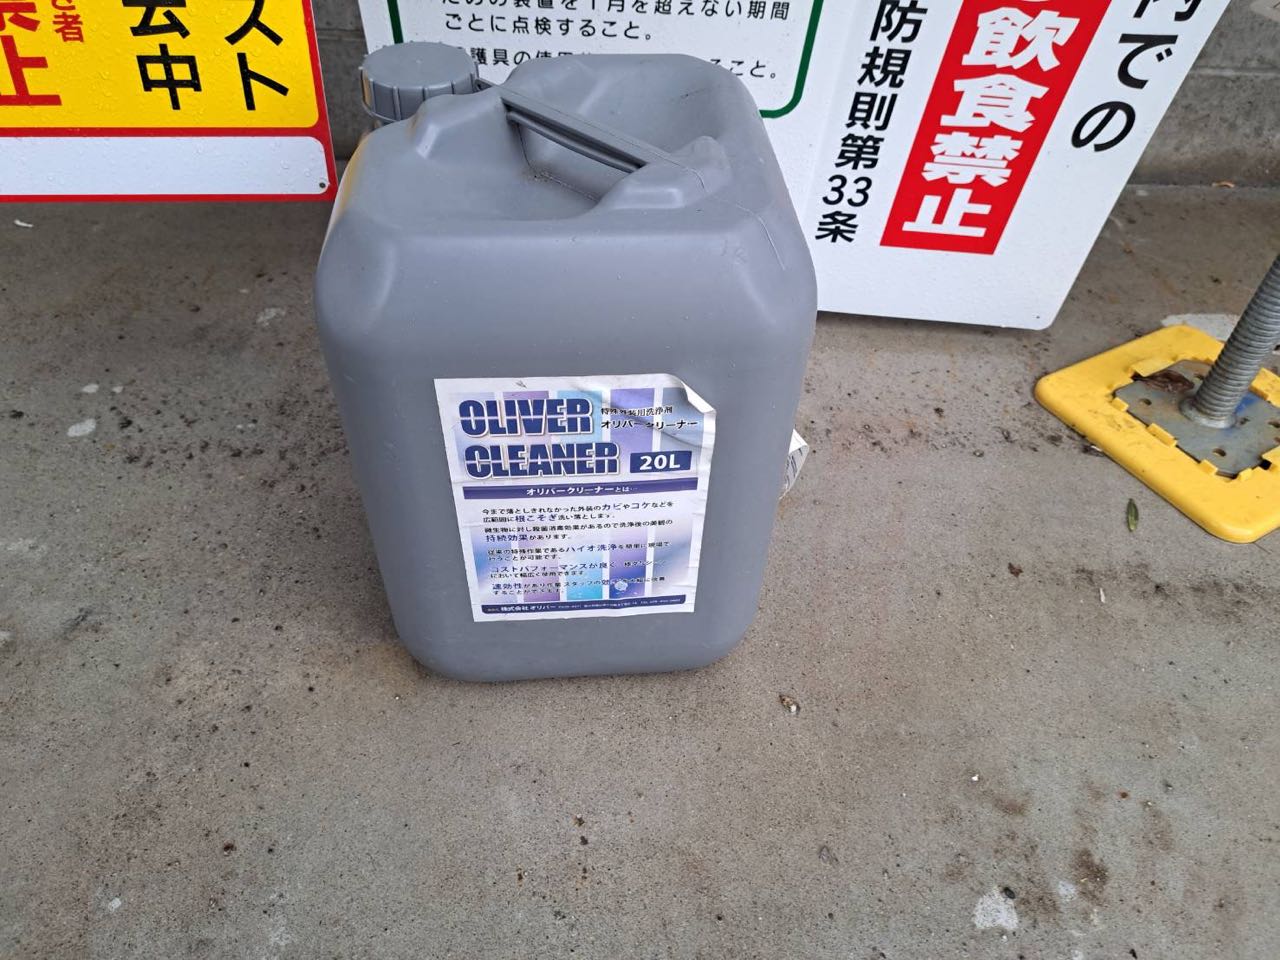 スト
去中
き者
禁止
ための装置を1月を超えない期間
ごとに点検すること。
護具の使用
こと。
内での
飲食禁止
防規則第33条
OLIVER
CLEANER
特殊外装用洗浄剤
オリバークリーナー
20L
オリバークリーナーとは…
今まで落としきれなかった外装のカビやコケなどを
広範囲に根こそぎ洗い落とします。
微生物に対し殺菌消毒効果があるので洗浄後の美観の
持続効果があります。
従来の特殊作業であるバイオ洗浄を簡単に現場で
行うことが可能です。
コストパフォーマンスが良く
において幅広く使用できます。
速効性があり作業スタッフの
することができます。
株式会社オリバー